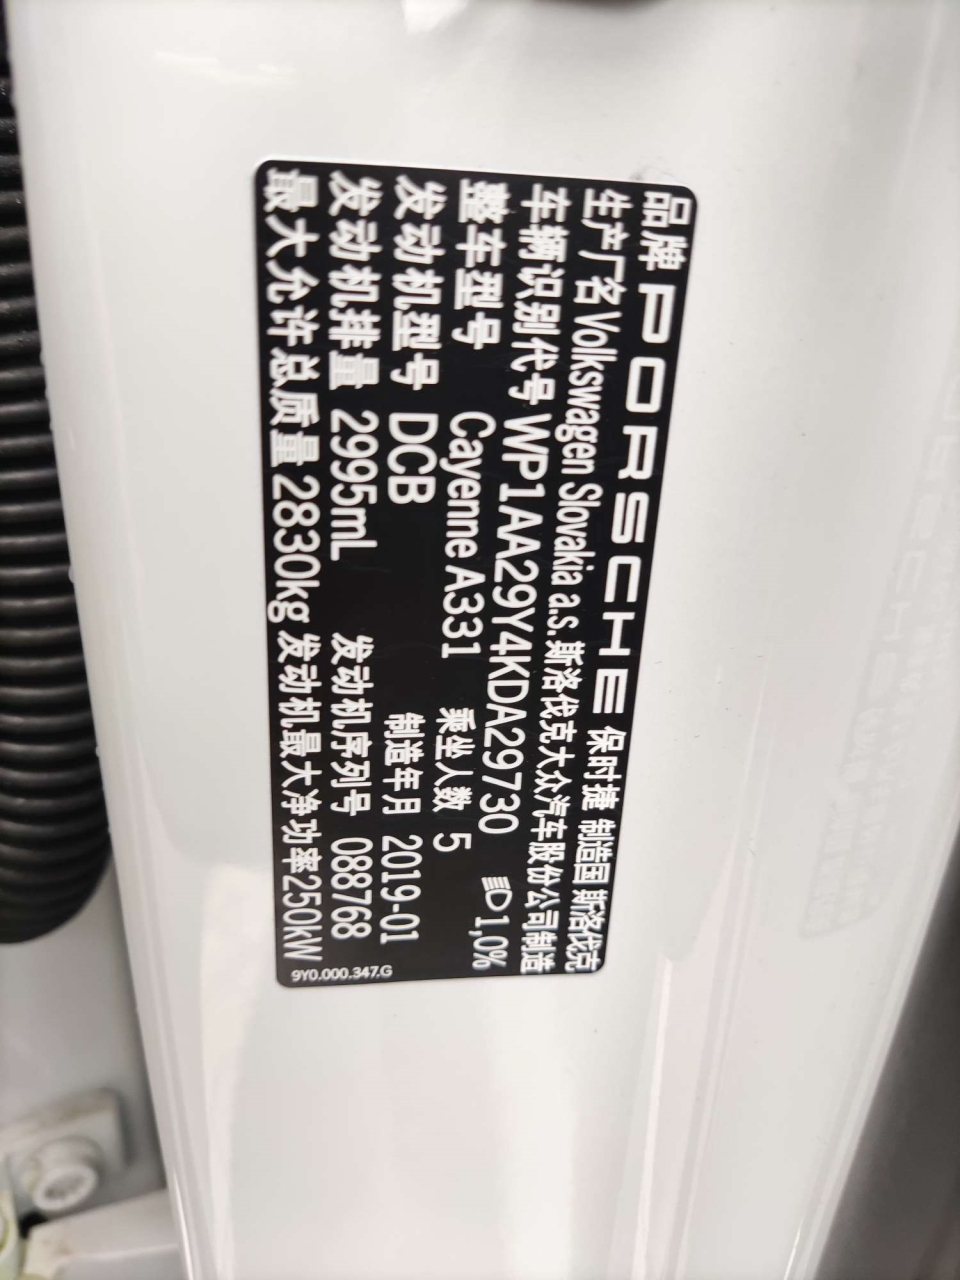 品牌 PORSCHE 保时捷 制造国 斯洛伐克
生产厂名 Volkswagen Slovakia a.s. 斯洛伐克大众汽车股份公司制造
车辆识别代号 WP1AA29Y4KDA29730 1,0%
整车型号 Cayenne A331 乘坐人数 5
发动机型号 DCB 制造年月 2019-01
发动机排量 2995mL 发动机序列号 088768
最大允许总质量 2830kg 发动机最大净功率250kW
9Y0.000.347.G